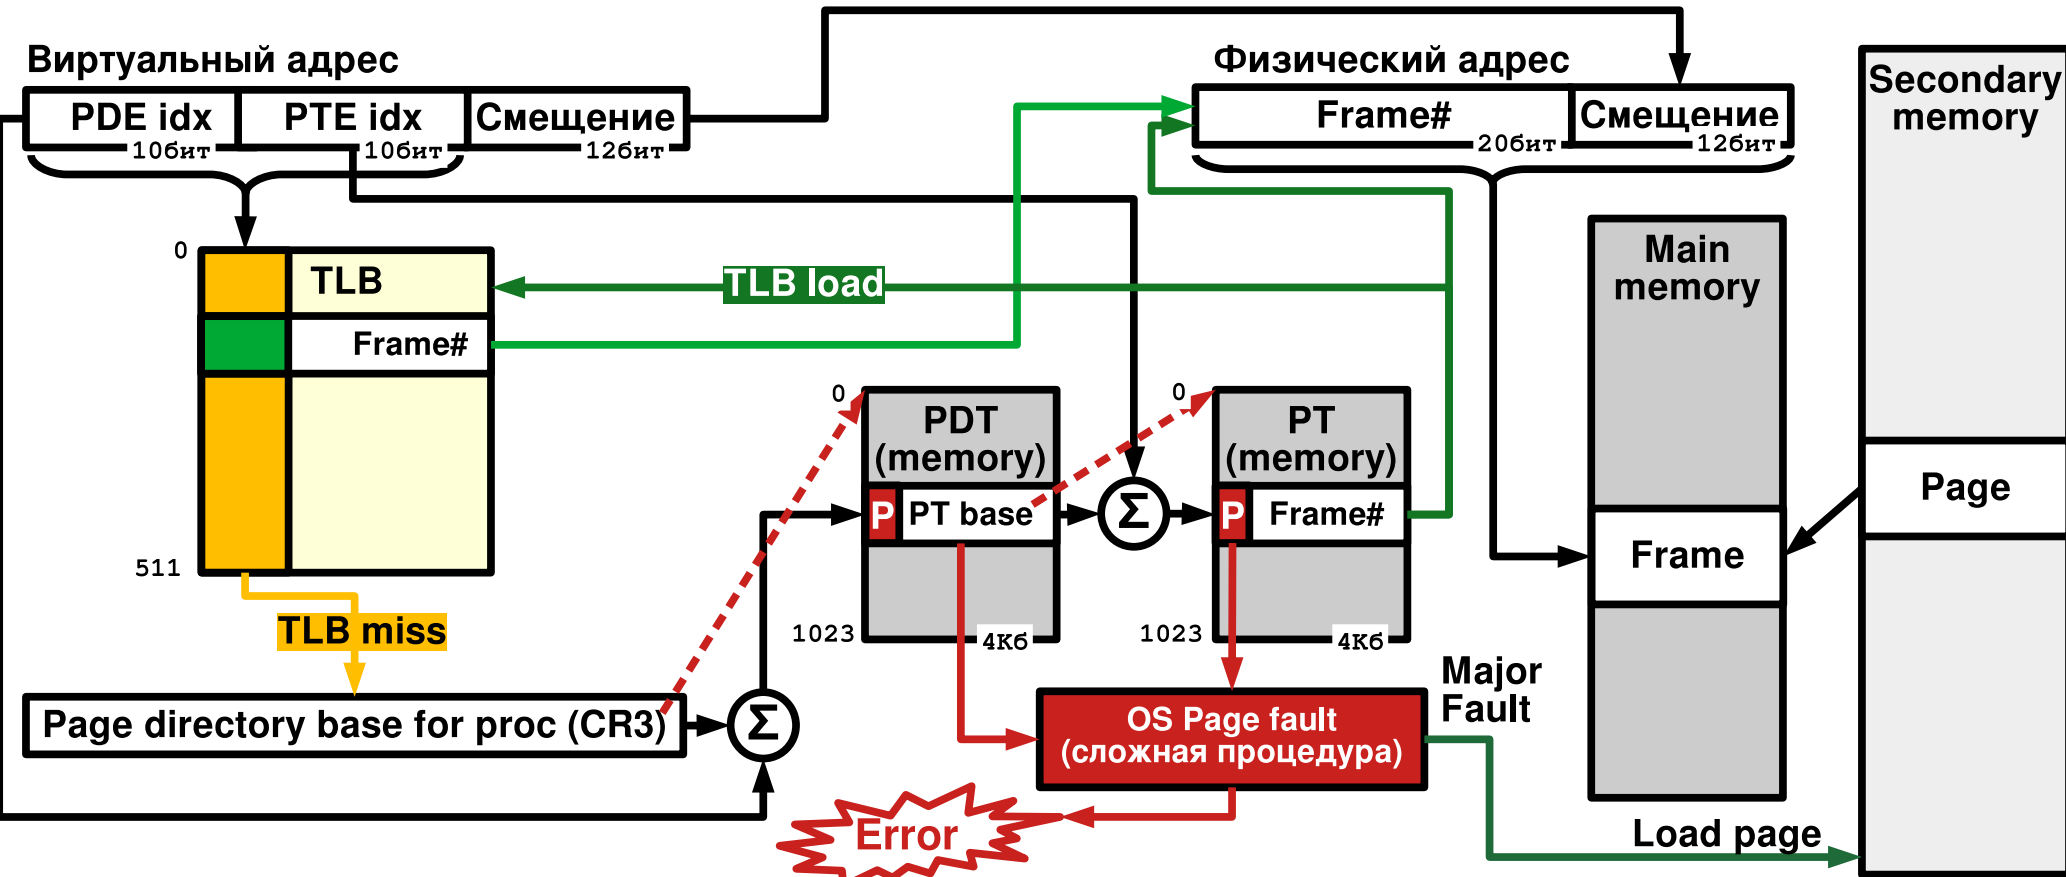 Виртуальный адрес
PDE idx
10бит
PTE idx
10бит
Смещение
12бит
Физический адрес
Frame#
20бит
Смещение
12бит
Secondary
memory
Page
0
TLB
Frame#
511
TLB load
TLB miss
Main
memory
Frame
0
PDT
(memory)
P
PT base
1023
4Кб
Σ
0
PT
(memory)
P
Frame#
1023
4Кб
Page directory base for proc (CR3)
Σ
OS Page fault
(сложная процедура)
Major
Fault
Error
Load page